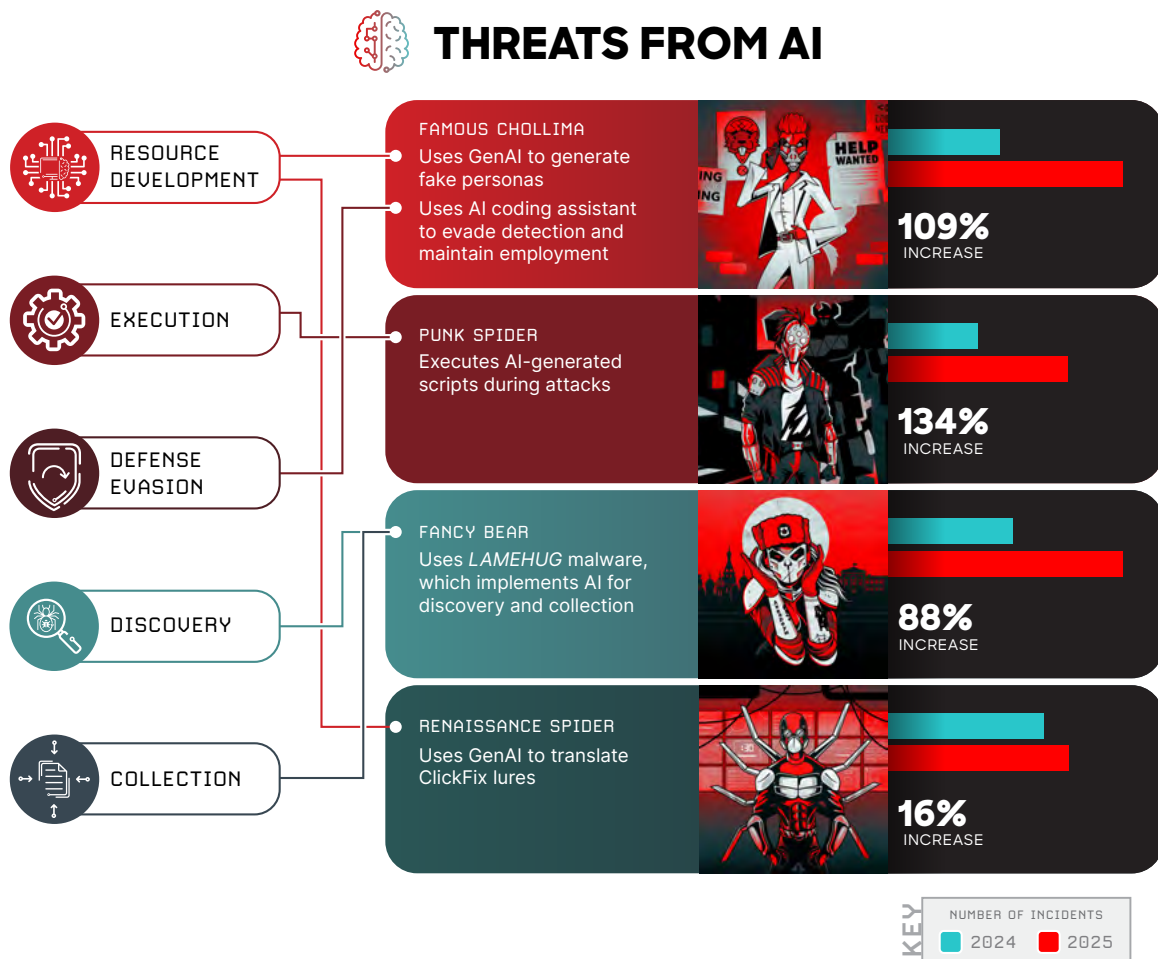 THREATS FROM AI
RESOURCE
DEVELOPMENT
EXECUTION
DEFENSE
EVASION
DISCOVERY
COLLECTION
FAMOUS CHOLLIMA
Uses GenAI to generate
fake personas
Uses AI coding assistant
to evade detection and
maintain employment
HELP
WANTED
ING
NG
109%
INCREASE
PUNK SPIDER
Executes AI-generated
scripts during attacks
134%
INCREASE
FANCY BEAR
Uses LAMEHUG malware,
which implements AI for
discovery and collection
88%
INCREASE
RENAISSANCE SPIDER
Uses GenAI to translate
ClickFix lures
16%
INCREASE
KEY
NUMBER OF INCIDENTS
2024 2025